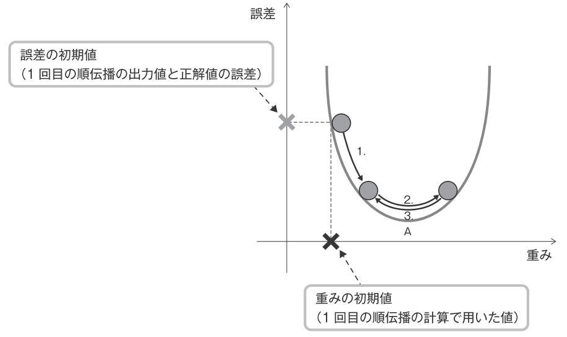 誤差
誤差の初期値
（1 回目の順伝播の出力値と正解値の誤差）
1.
2.
3.
A
重み
重みの初期値
（1 回目の順伝播の計算で用いた値）